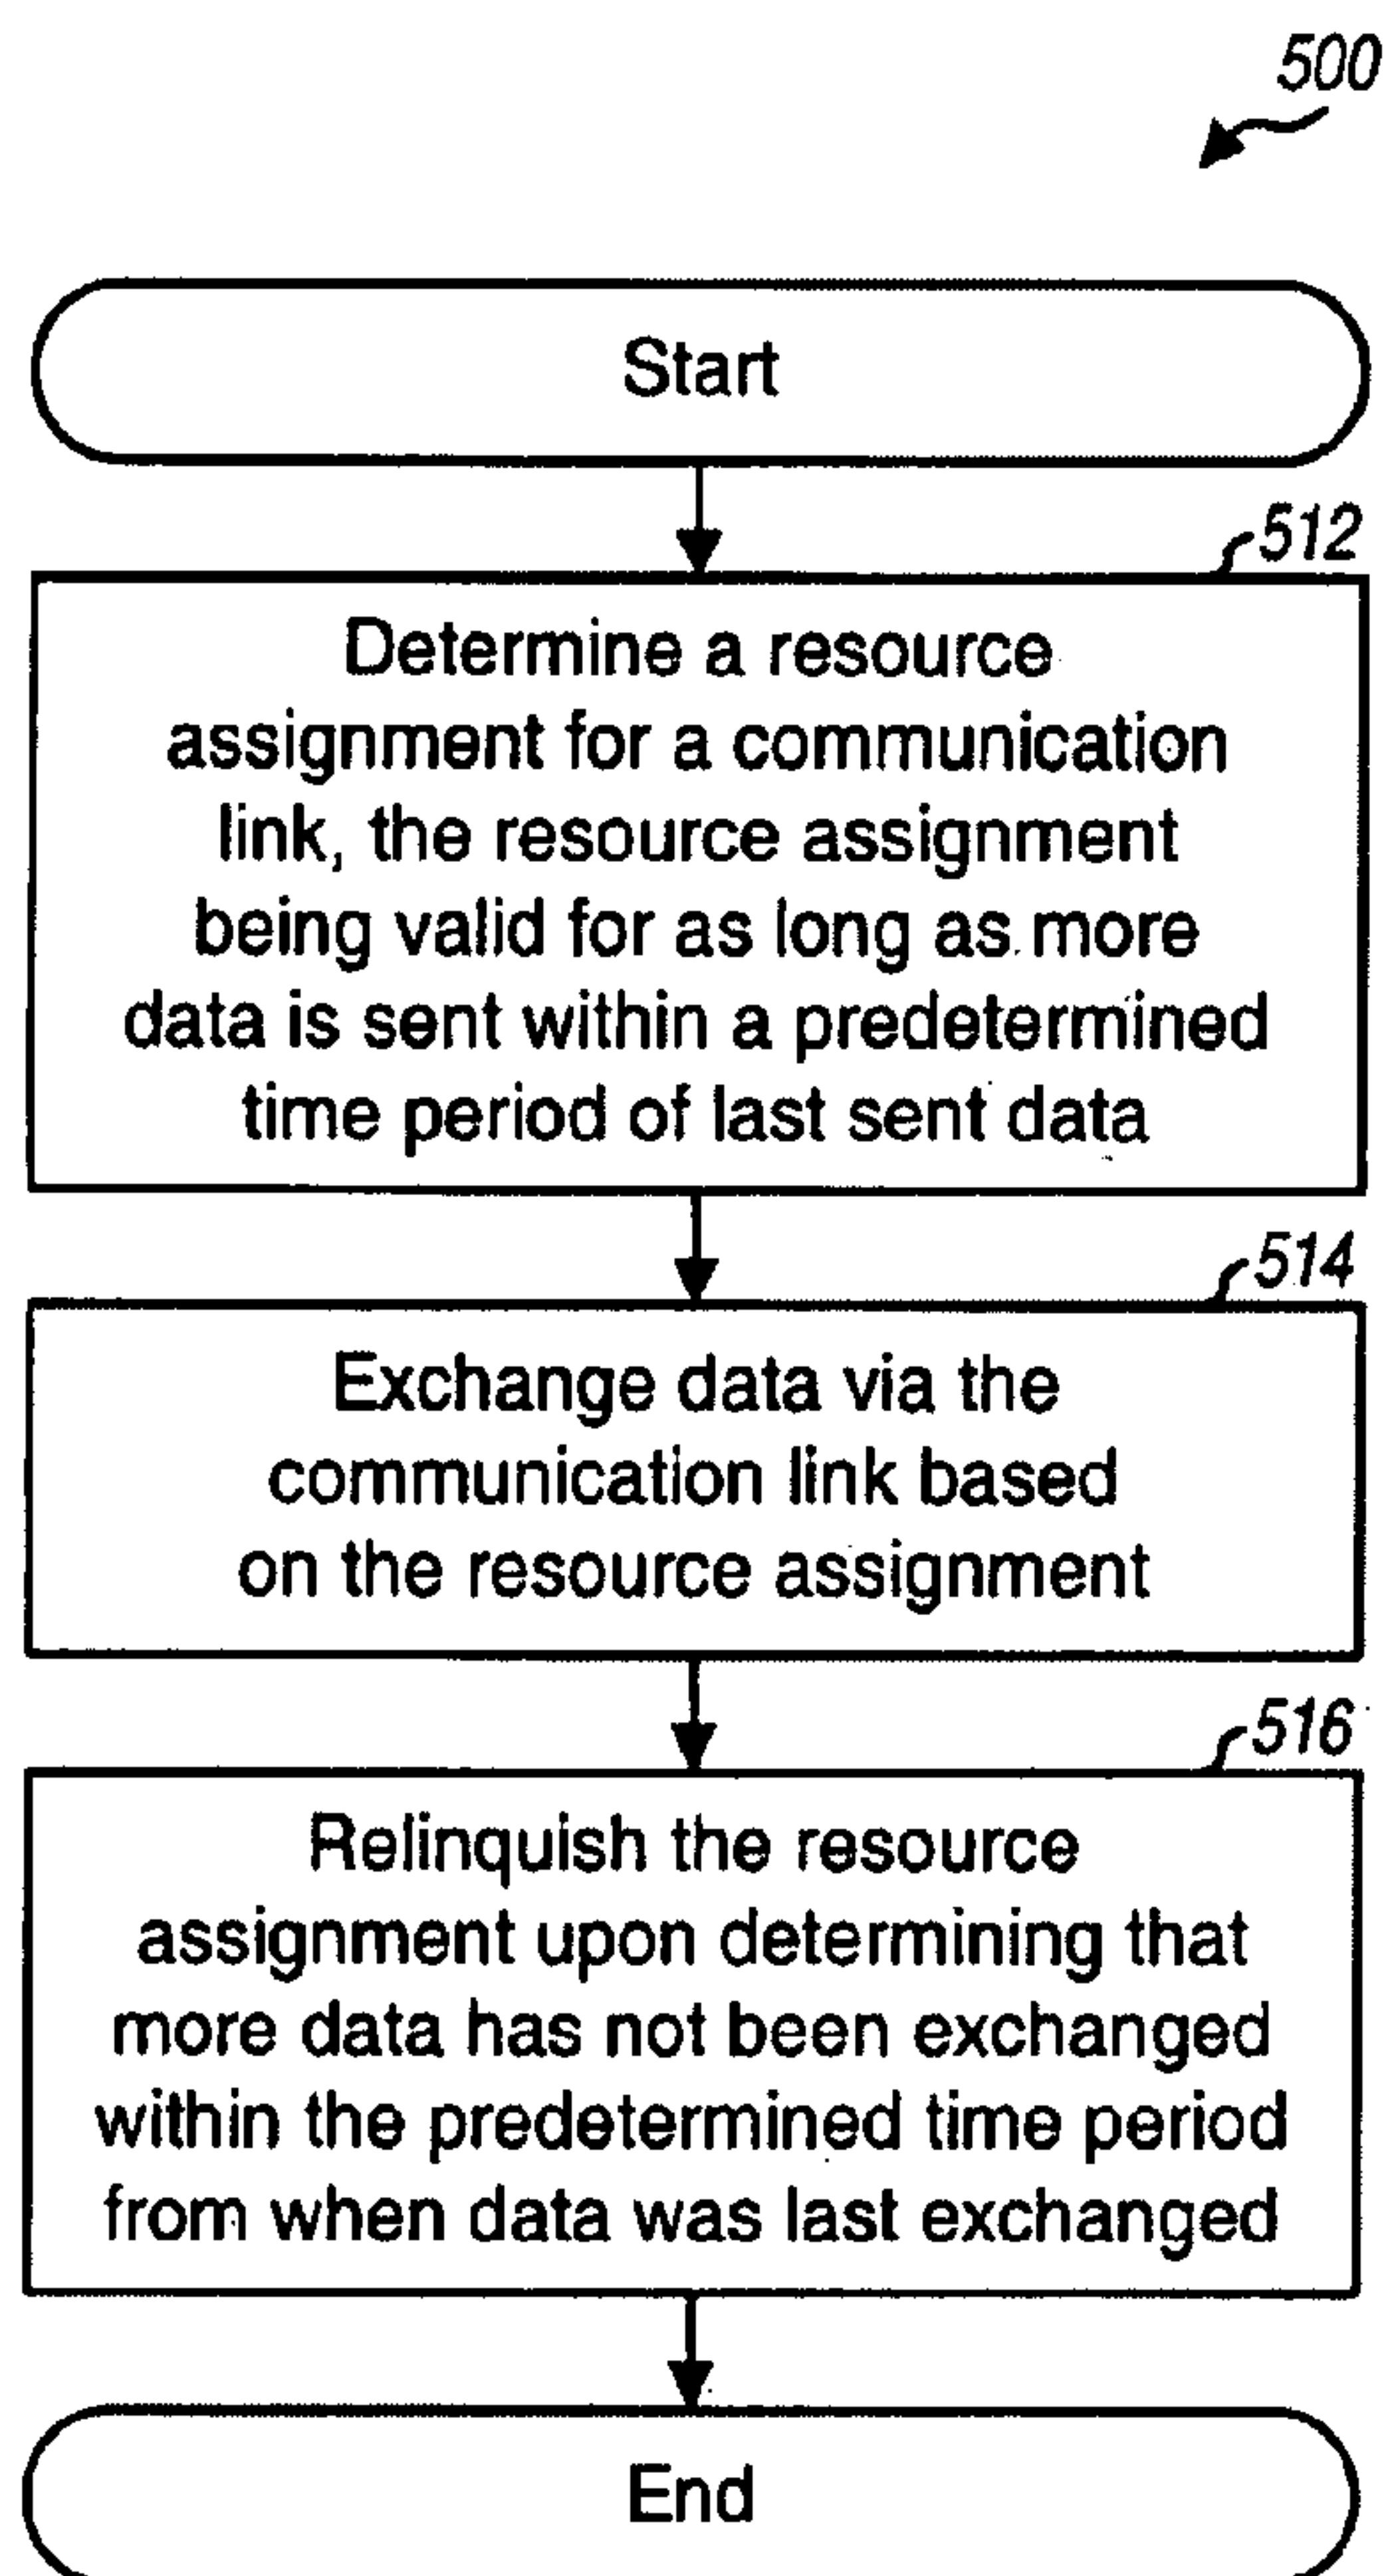 500
Start
512
Determine a resource
assignment for a communication
link, the resource assignment
being valid for as long as more
data is sent within a predetermined
time period of last sent data
514
Exchange data via the
communication link based
on the resource assignment
516
Relinquish the resource
assignment upon determining that
more data has not been exchanged
within the predetermined time period
from when data was last exchanged
End